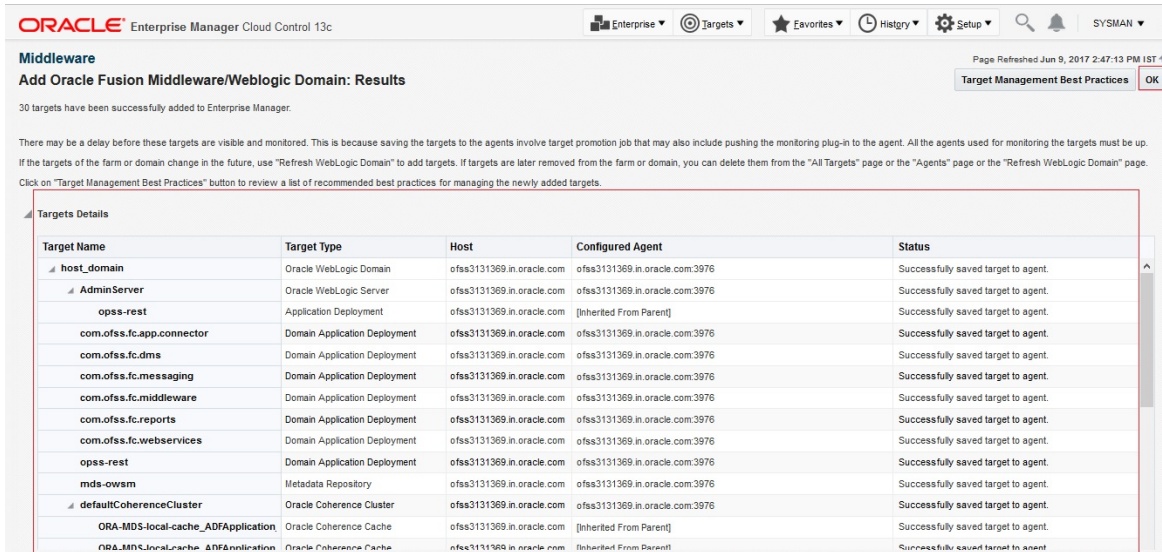 ORACLE Enterprise Manager Cloud Control 13c Enterprise Targets Favorites History Setup SYSMAN
Middleware
Page Refreshed Jun 9, 2017 2:47:13 PM IST
Add Oracle Fusion Middleware/Weblogic Domain: Results
Target Management Best Practices OK
30 targets have been successfully added to Enterprise Manager.
There may be a delay before these targets are visible and monitored. This is because saving the targets to the agents involve target promotion job that may also include pushing the monitoring plug-in to the agent. All the agents used for monitoring the targets must be up.
If the targets of the farm or domain change in the future, use "Refresh WebLogic Domain" to add targets. If targets are later removed from the farm or domain, you can delete them from the "All Targets" page or the "Agents" page or the "Refresh WebLogic Domain" page.
Click on "Target Management Best Practices" button to review a list of recommended best practices for managing the newly added targets.
Targets Details
Target Name Target Type Host Configured Agent Status
host_domain Oracle WebLogic Domain ofss3131369.in.oracle.com ofss3131369.in.oracle.com:3976 Successfully saved target to agent.
AdminServer Oracle WebLogic Server ofss3131369.in.oracle.com ofss3131369.in.oracle.com:3976 Successfully saved target to agent.
opss-rest Application Deployment ofss3131369.in.oracle.com [Inherited From Parent] Successfully saved target to agent.
com.ofss.fc.app.connector Domain Application Deployment ofss3131369.in.oracle.com ofss3131369.in.oracle.com:3976 Successfully saved target to agent.
com.ofss.fc.dms Domain Application Deployment ofss3131369.in.oracle.com ofss3131369.in.oracle.com:3976 Successfully saved target to agent.
com.ofss.fc.messaging Domain Application Deployment ofss3131369.in.oracle.com ofss3131369.in.oracle.com:3976 Successfully saved target to agent.
com.ofss.fc.middleware Domain Application Deployment ofss3131369.in.oracle.com ofss3131369.in.oracle.com:3976 Successfully saved target to agent.
com.ofss.fc.reports Domain Application Deployment ofss3131369.in.oracle.com ofss3131369.in.oracle.com:3976 Successfully saved target to agent.
com.ofss.fc.webservices Domain Application Deployment ofss3131369.in.oracle.com ofss3131369.in.oracle.com:3976 Successfully saved target to agent.
opss-rest Domain Application Deployment ofss3131369.in.oracle.com ofss3131369.in.oracle.com:3976 Successfully saved target to agent.
mds-owsm Metadata Repository ofss3131369.in.oracle.com ofss3131369.in.oracle.com:3976 Successfully saved target to agent.
defaultCoherenceCluster Oracle Coherence Cluster ofss3131369.in.oracle.com ofss3131369.in.oracle.com:3976 Successfully saved target to agent.
ORA-MDS-local-cache_ADFApplication_ Oracle Coherence Cache ofss3131369.in.oracle.com [Inherited From Parent] Successfully saved target to agent.
ORA-MDS-local-cache_ADFApplication_ Oracle Coherence Cache ofss3131369.in.oracle.com [Inherited From Parent] Successfully saved target to agent.